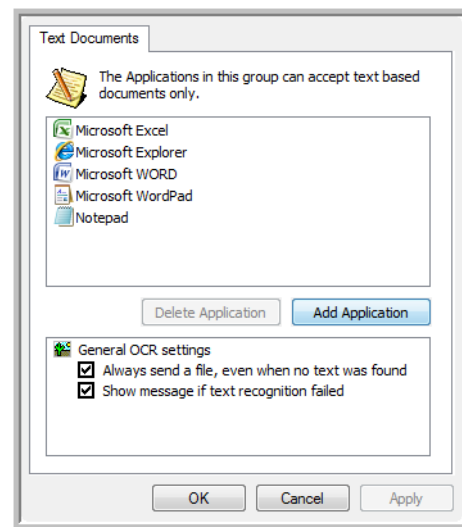 Text Documents
The Applications in this group can accept text based
documents only.
Microsoft Excel
Microsoft Explorer
Microsoft WORD
Microsoft WordPad
Notepad
Delete Application Add Application
General OCR settings
Always send a file, even when no text was found
Show message if text recognition failed
OK Cancel Apply